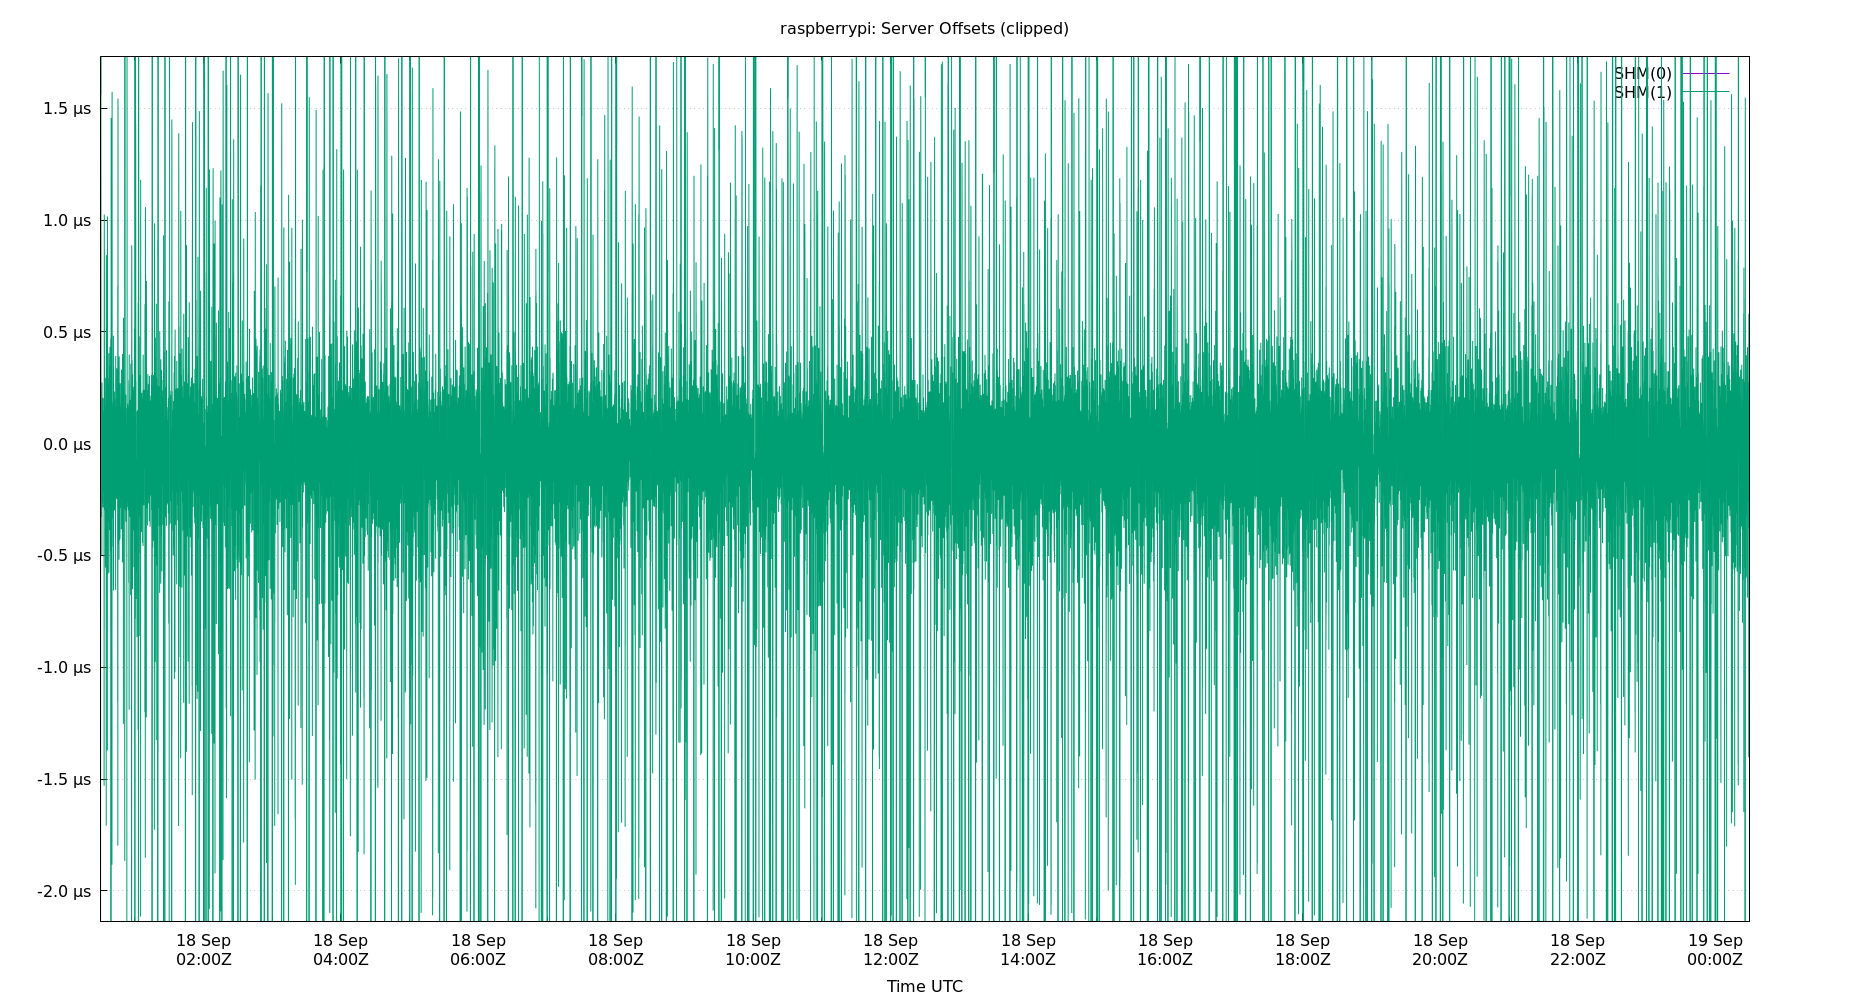 raspberrypi: Server Offsets (clipped)
SHM(0)
SHM(1)
1.5 µs
1.0 µs
0.5 µs
0.0 µs
-0.5 µs
-1.0 µs
-1.5 µs
-2.0 µs
18 Sep 18 Sep 18 Sep 18 Sep 18 Sep 18 Sep 18 Sep 18 Sep 18 Sep 18 Sep 18 Sep 19 Sep
02:00Z 04:00Z 06:00Z 08:00Z 10:00Z 12:00Z 14:00Z 16:00Z 18:00Z 20:00Z 22:00Z 00:00Z
Time UTC